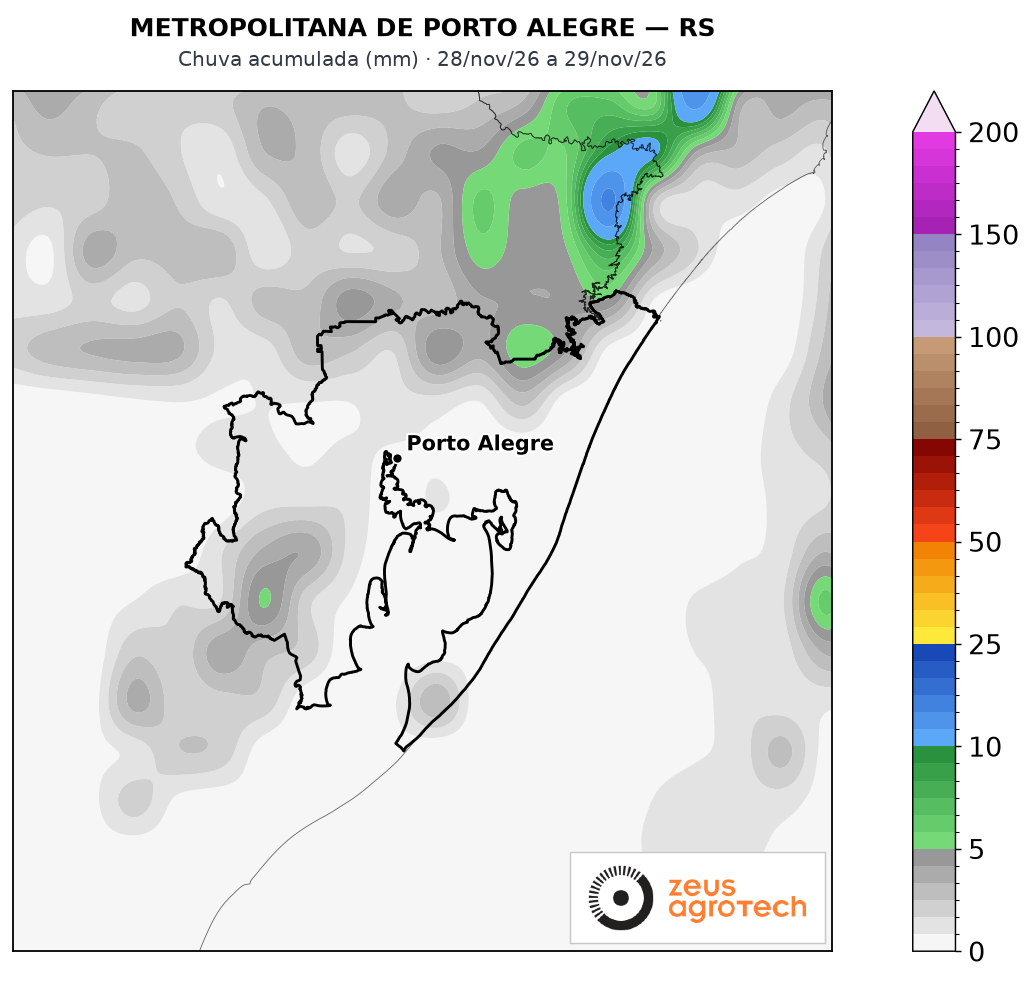 METROPOLITANA DE PORTO ALEGRE — RS
Chuva acumulada (mm) · 28/nov/26 a 29/nov/26
200
150
100
75
50
25
10
5
0
Porto Alegre
zeus
agrotech